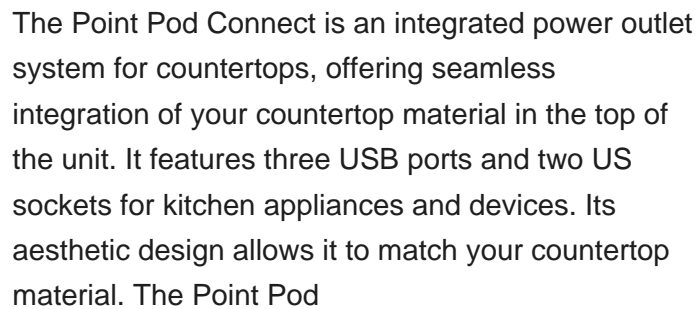 The Point Pod Connect is an integrated power outlet
system for countertops, offering seamless
integration of your countertop material in the top of
the unit. It features three USB ports and two US
sockets for kitchen appliances and devices. Its
aesthetic design allows it to match your countertop
material. The Point Pod